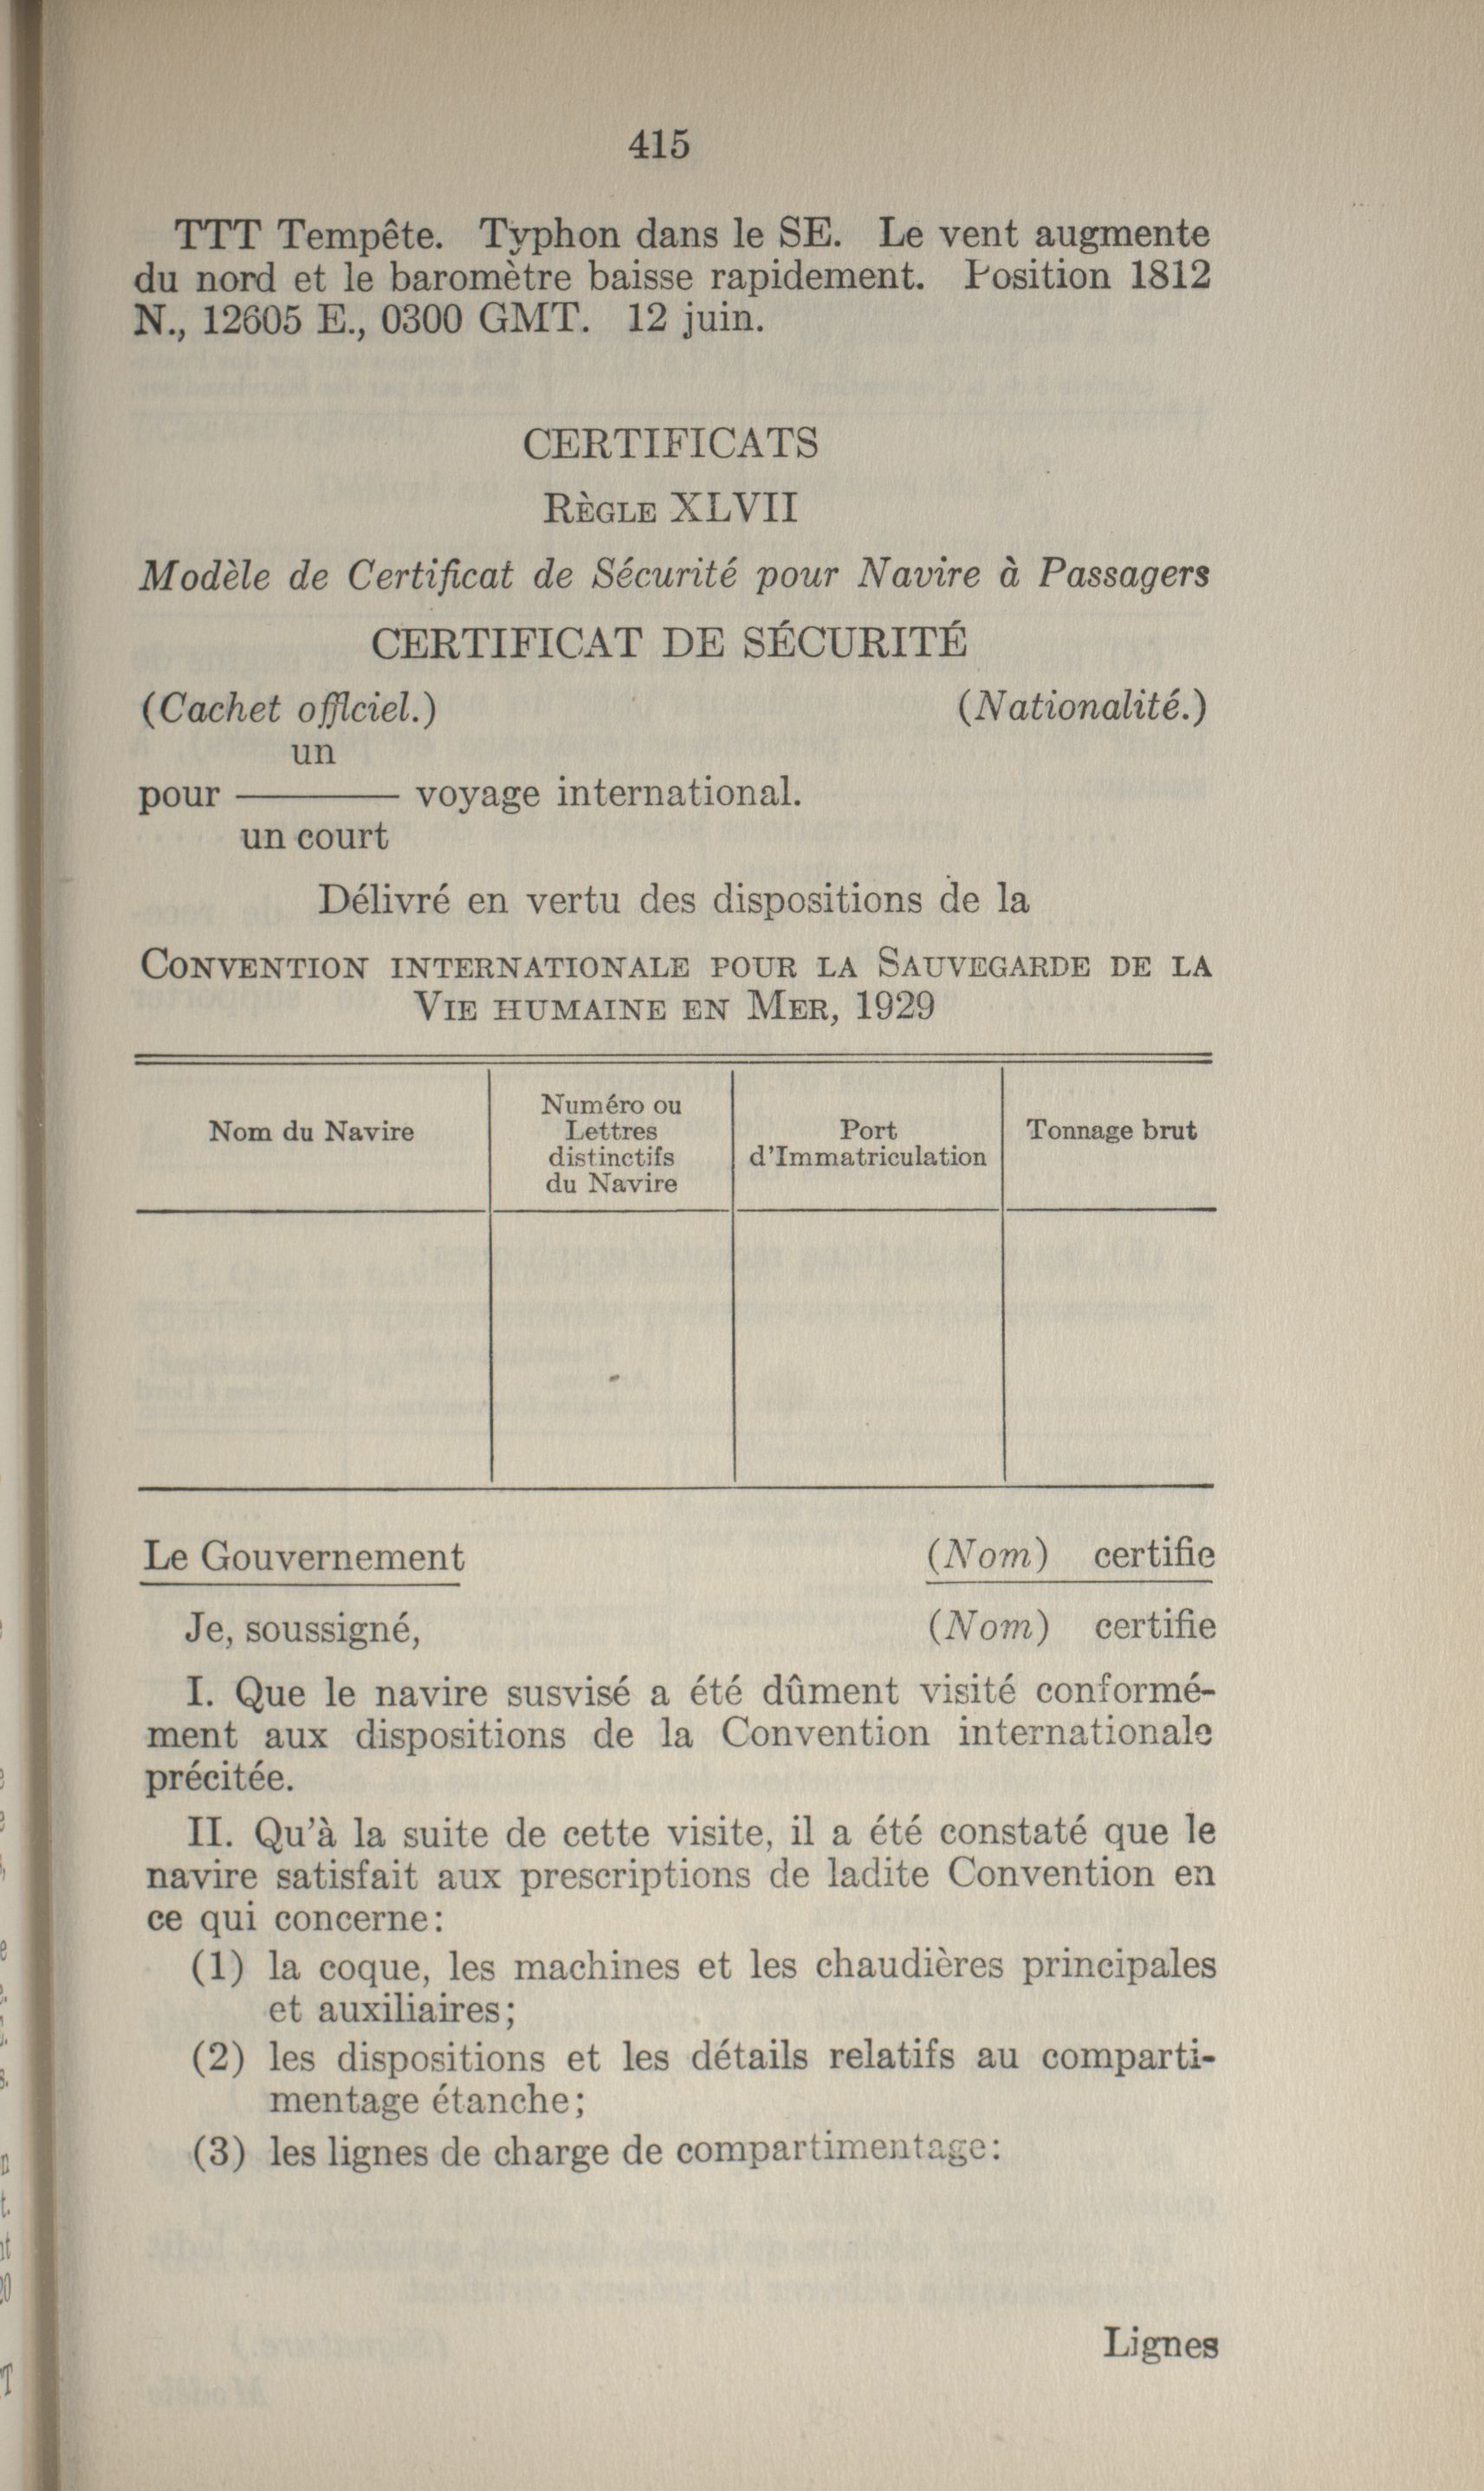 415
TTT Tempête. Typhon dans le SE. Le vent augmente
du nord et le baromètre baisse rapidement. Position 1812
N., 12605 E., 0300 GMT. 12 juin.
CERTIFICATS
RÈGLE XLVII
Modèle de Certificat de Sécurité pour Navire à Passagers
CERTIFICAT DE SÉCURITÉ
(Cachet officiel.) (Nationalité.)
un
pour ——— voyage international.
un court
Délivré en vertu des dispositions de la
CONVENTION INTERNATIONALE POUR LA SAUVEGARDE DE LA
VIE HUMAINE EN MER, 1929
Nom du Navire
Numéro ou
Lettres
distinctifs
du Navire
Port
d'Immatriculation
Tonnage brut
Le Gouvernement (Nom) certifie
Je, soussigné, (Nom) certifie
I. Que le navire susvisé a été dûment visité conformé-
ment aux dispositions de la Convention internationale
précitée.
II. Qu'à la suite de cette visite, il a été constaté que le
navire satisfait aux prescriptions de ladite Convention en
ce qui concerne:
(1) la coque, les machines et les chaudières principales
et auxiliaires;
(2) les dispositions et les détails relatifs au comparti-
mentage étanche;
(3) les lignes de charge de compartimentage:
Lignes